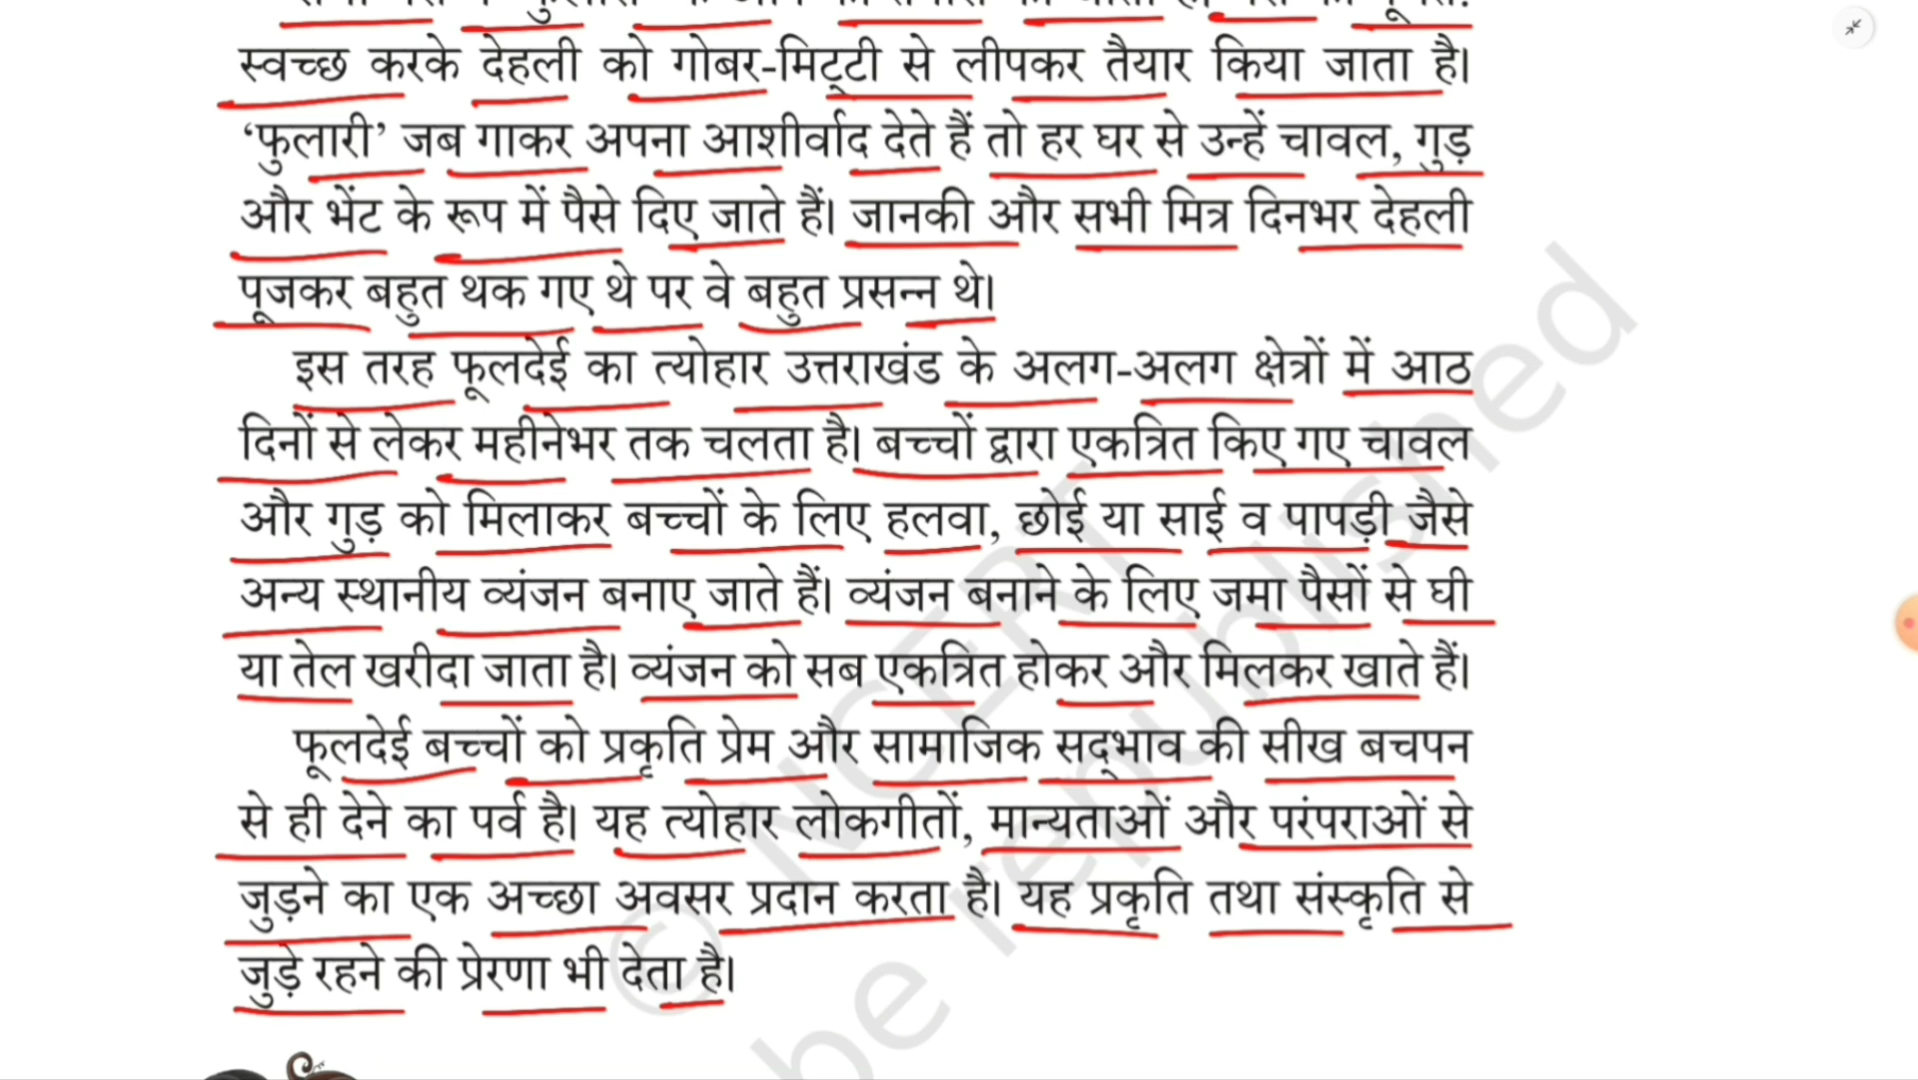 स्वच्छ करके देहली को गोबर-मिट्टी से लीपकर तैयार किया जाता है।
‘फुलारी’ जब गाकर अपना आशीर्वाद देते हैं तो हर घर से उन्हें चावल, गुड़
और भेंट के रूप में पैसे दिए जाते हैं। जानकी और सभी मित्र दिनभर देहली
पूजकर बहुत थक गए थे पर वे बहुत प्रसन्न थे।
इस तरह फूलदेई का त्योहार उत्तराखंड के अलग-अलग क्षेत्रों में आठ
दिनों से लेकर महीनेभर तक चलता है। बच्चों द्वारा एकत्रित किए गए चावल
और गुड़ को मिलाकर बच्चों के लिए हलवा, छोई या साई व पापड़ी जैसे
अन्य स्थानीय व्यंजन बनाए जाते हैं। व्यंजन बनाने के लिए जमा पैसों से घी
या तेल खरीदा जाता है। व्यंजन को सब एकत्रित होकर और मिलकर खाते हैं।
फूलदेई बच्चों को प्रकृति प्रेम और सामाजिक सद्भाव की सीख बचपन
से ही देने का पर्व है। यह त्योहार लोकगीतों, मान्यताओं और परंपराओं से
जुड़ने का एक अच्छा अवसर प्रदान करता है। यह प्रकृति तथा संस्कृति से
जुड़े रहने की प्रेरणा भी देता है।
© NCERT
be republished